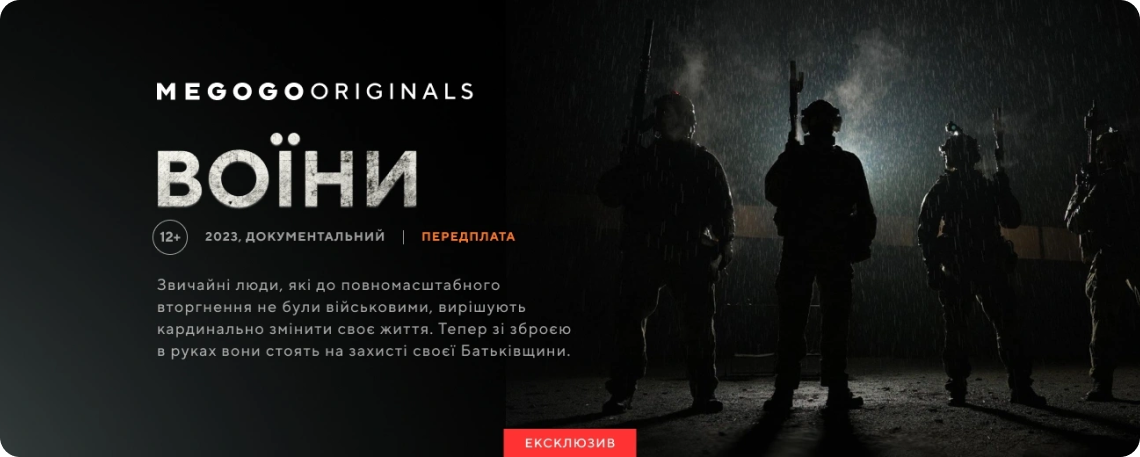 MEGOGO ORIGINALS
ВОЇНИ
12+ 2023, ДОКУМЕНТАЛЬНИЙ | ПЕРЕДПЛАТА
Звичайні люди, які до повномасштабного
вторгнення не були військовими, вирішують
кардинально змінити своє життя. Тепер зі зброєю
в руках вони стоять на захисті своєї Батьківщини.
ЕКСКЛЮЗИВ